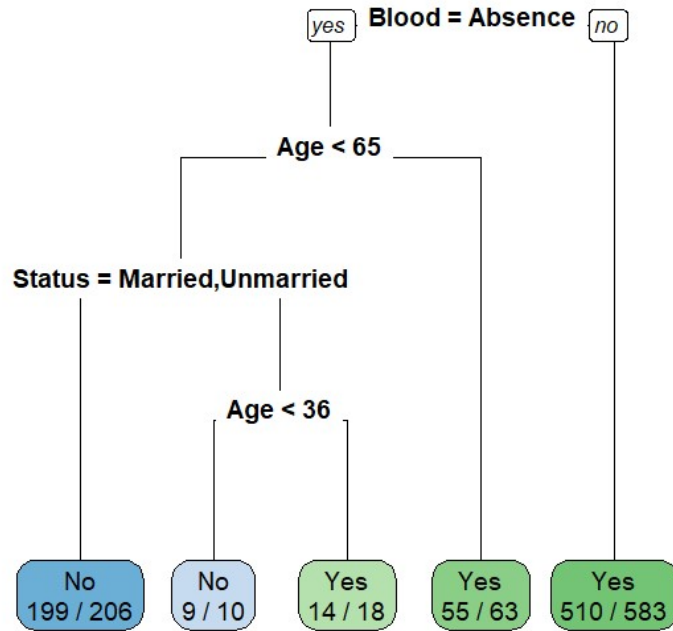 yes Blood = Absence no
Age < 65
Status = Married,Unmarried
Age < 36
No No Yes Yes Yes
199 / 206 9 / 10 14 / 18 55 / 63 510 / 583